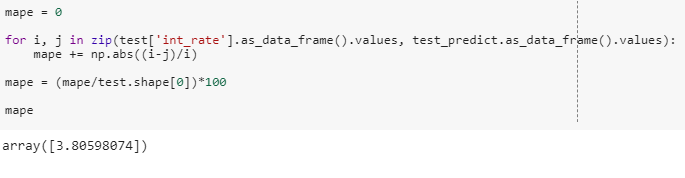 mape = 0
for i, j in zip(test['int_rate'].as_data_frame().values, test_predict.as_data_frame().values):
    mape += np.abs((i-j)/i)
mape = (mape/test.shape[0])*100
mape
array([3.80598074])